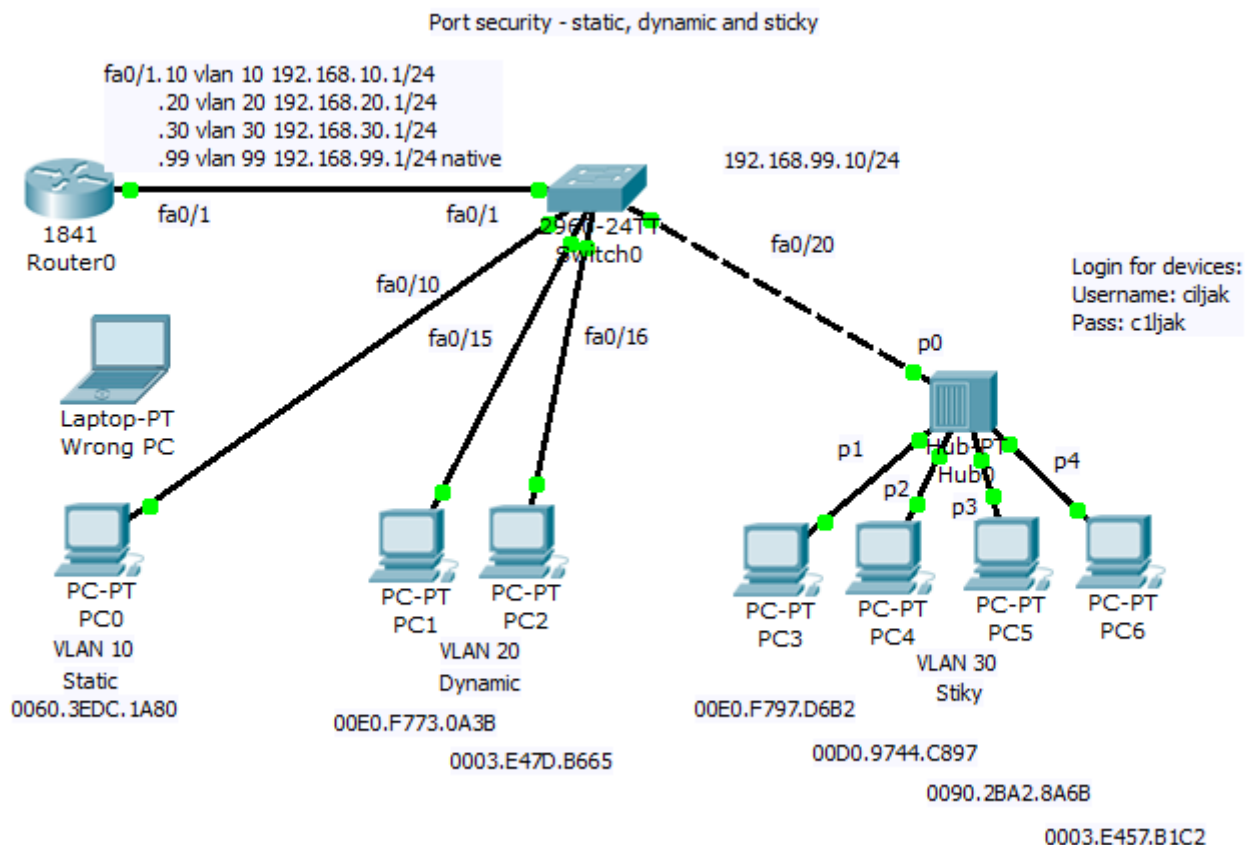 Port security - static, dynamic and sticky
fa0/1.10 vlan 10 192.168.10.1/24
.20 vlan 20 192.168.20.1/24
.30 vlan 30 192.168.30.1/24
.99 vlan 99 192.168.99.1/24 native
192.168.99.10/24
fa0/1
fa0/1
1841
Router0
2960-24TT
Switch0
fa0/20
Login for devices:
Username: ciljak
Pass: c1ljak
fa0/10
fa0/15
fa0/16
p0
Laptop-PT
Wrong PC
Hub-PT
Hub0
p1
p2
p3
p4
PC-PT
PC0
PC-PT
PC1
PC-PT
PC2
PC-PT
PC3
PC-PT
PC4
PC-PT
PC5
PC-PT
PC6
VLAN 10
Static
0060.3EDC.1A80
VLAN 20
Dynamic
00E0.F773.0A3B
0003.E47D.B665
VLAN 30
Stiky
00E0.F797.D6B2
00D0.9744.C897
0090.2BA2.8A6B
0003.E457.B1C2